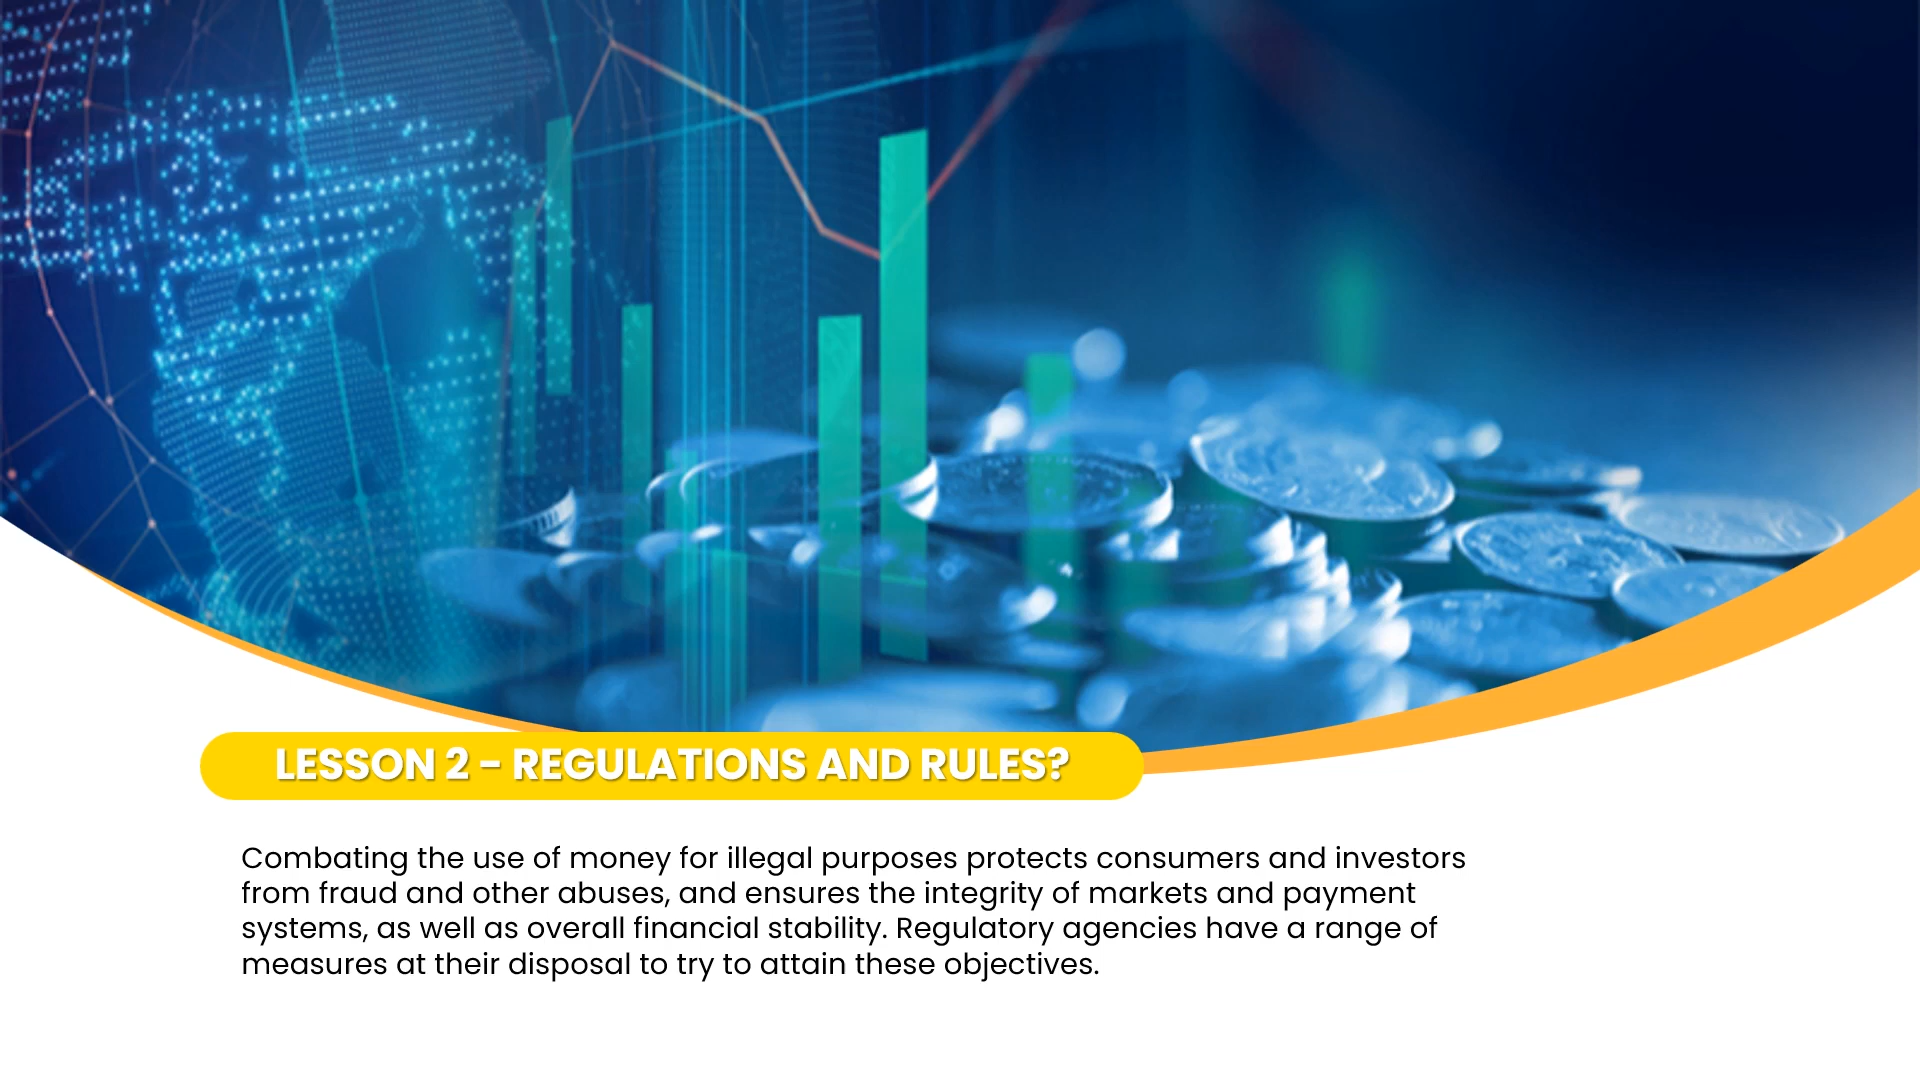 LESSON 2 - REGULATIONS AND RULES?
Combating the use of money for illegal purposes protects consumers and investors
from fraud and other abuses, and ensures the integrity of markets and payment
systems, as well as overall financial stability. Regulatory agencies have a range of
measures at their disposal to try to attain these objectives.